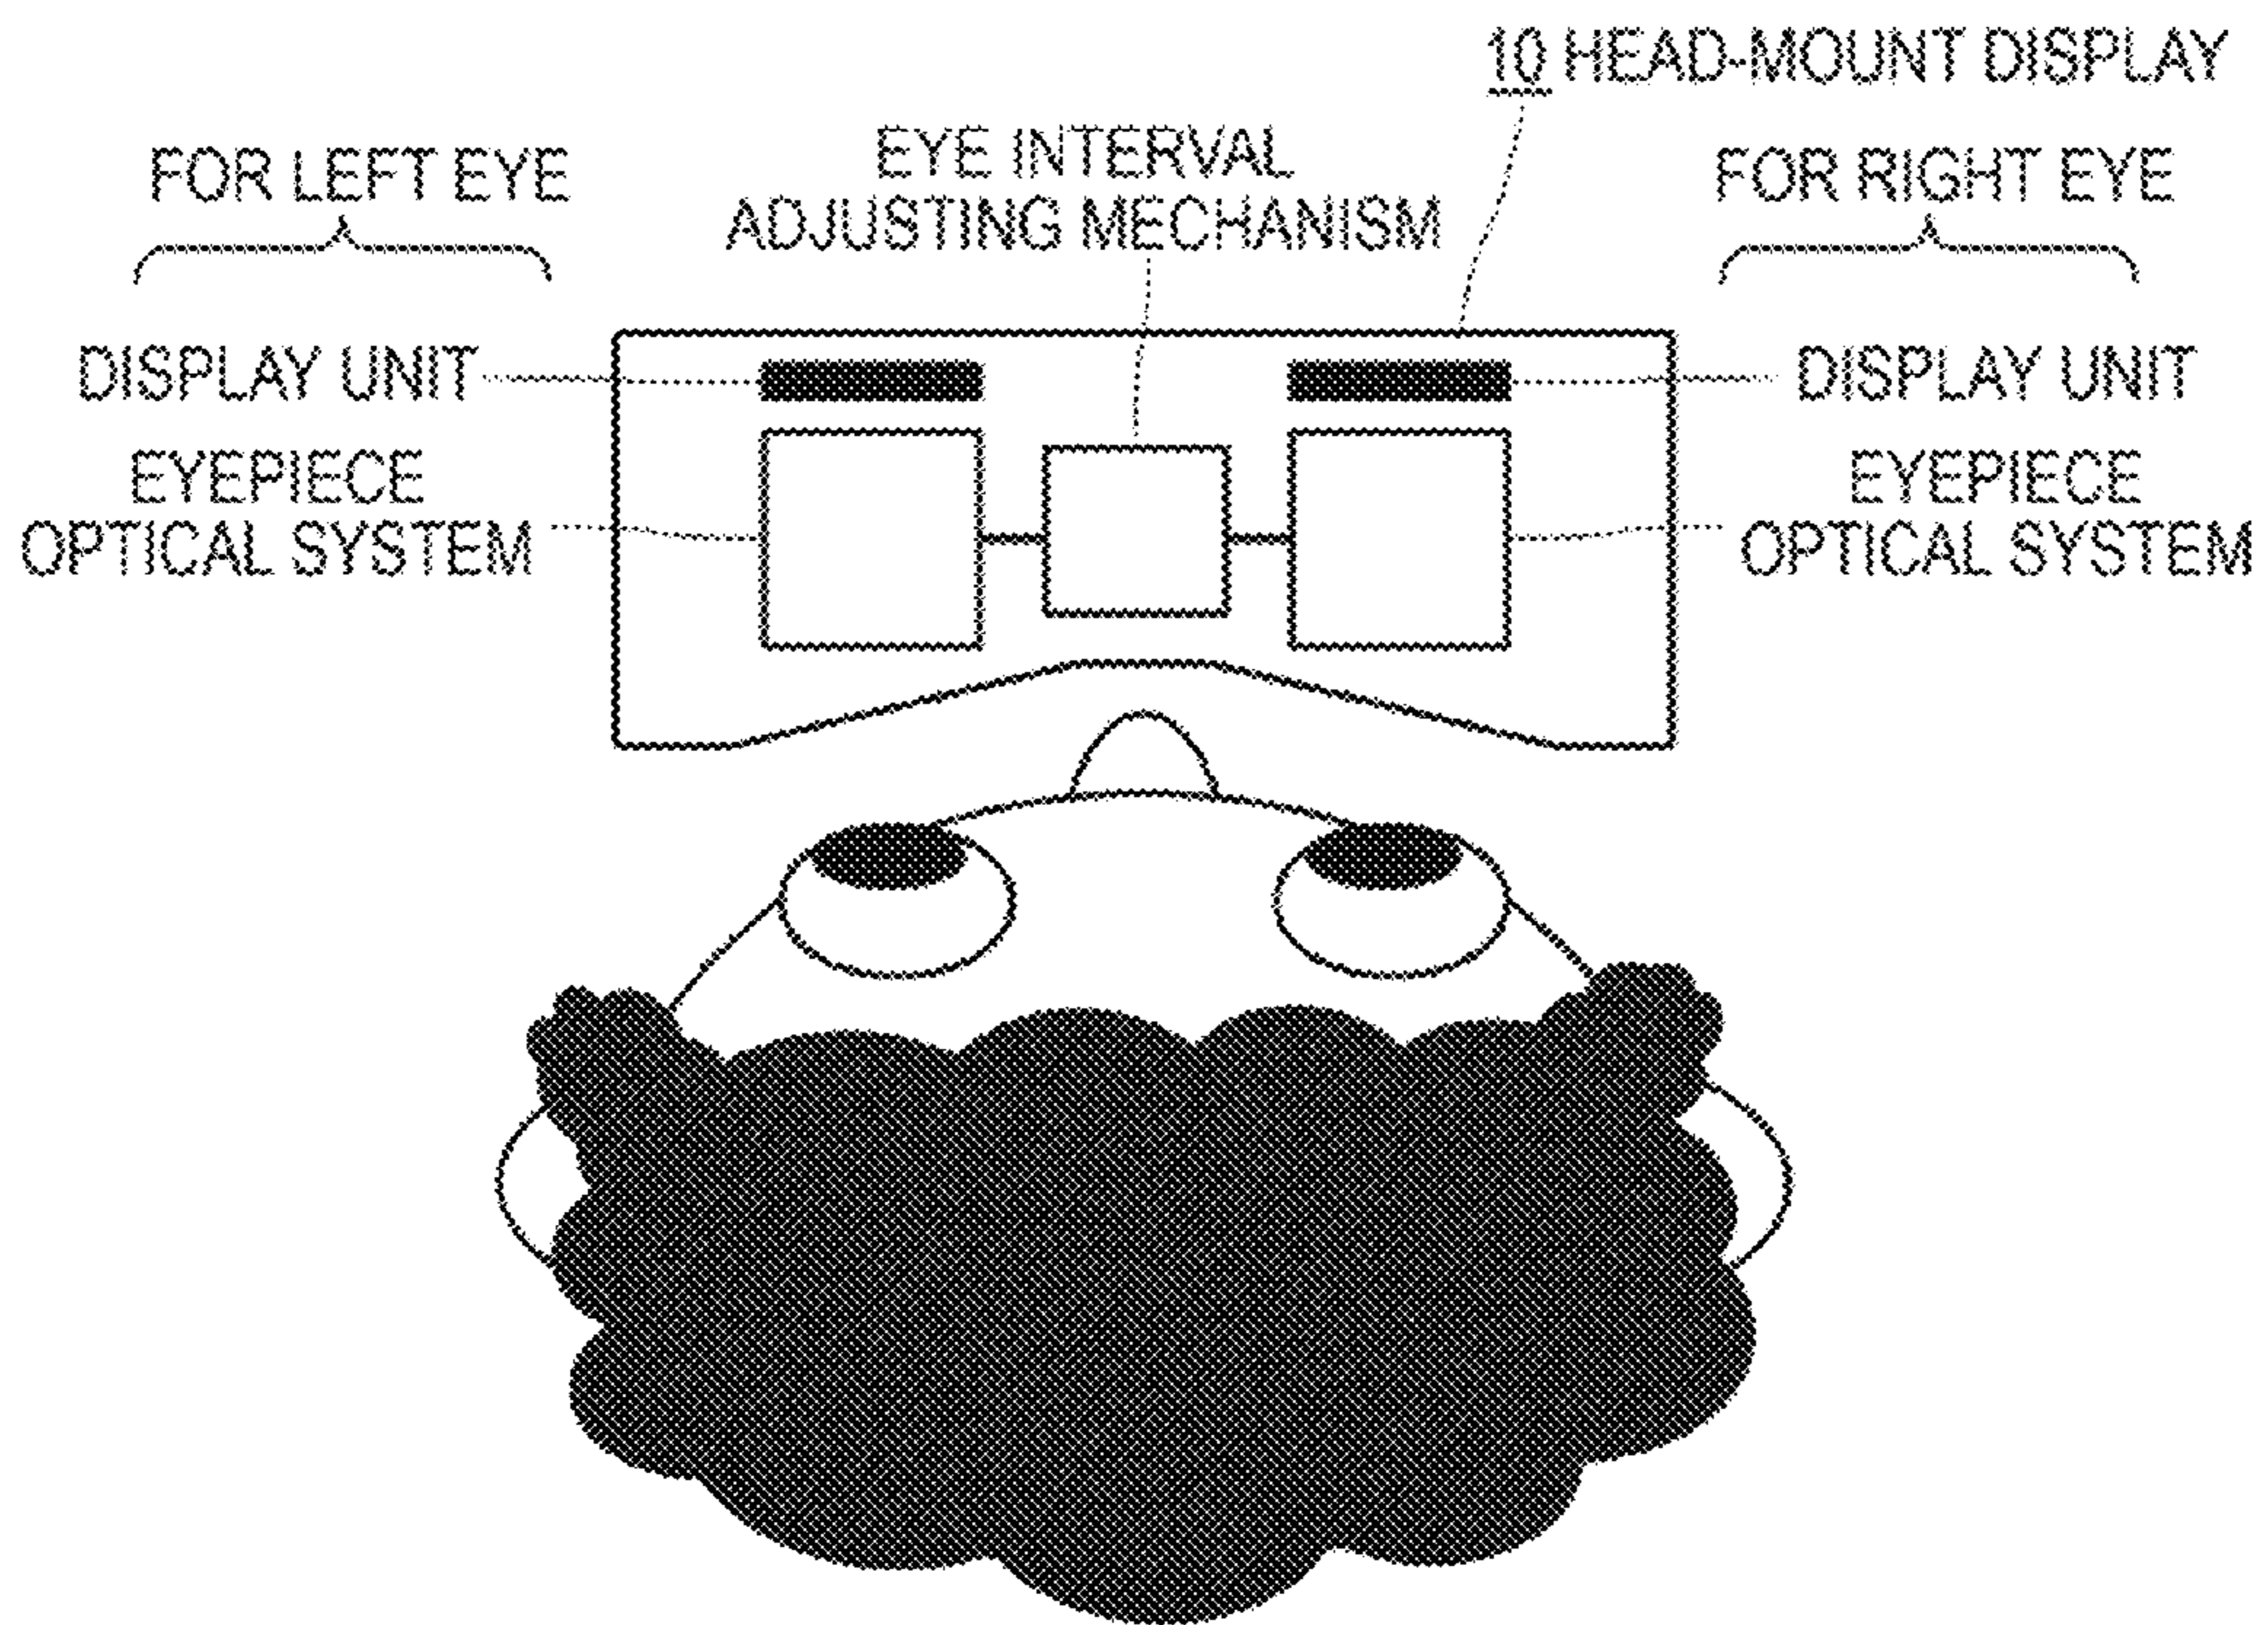 10 HEAD-MOUNT DISPLAY
FOR LEFT EYE
EYE INTERVAL
ADJUSTING MECHANISM
FOR RIGHT EYE
DISPLAY UNIT
EYEPIECE
OPTICAL SYSTEM
DISPLAY UNIT
EYEPIECE
OPTICAL SYSTEM